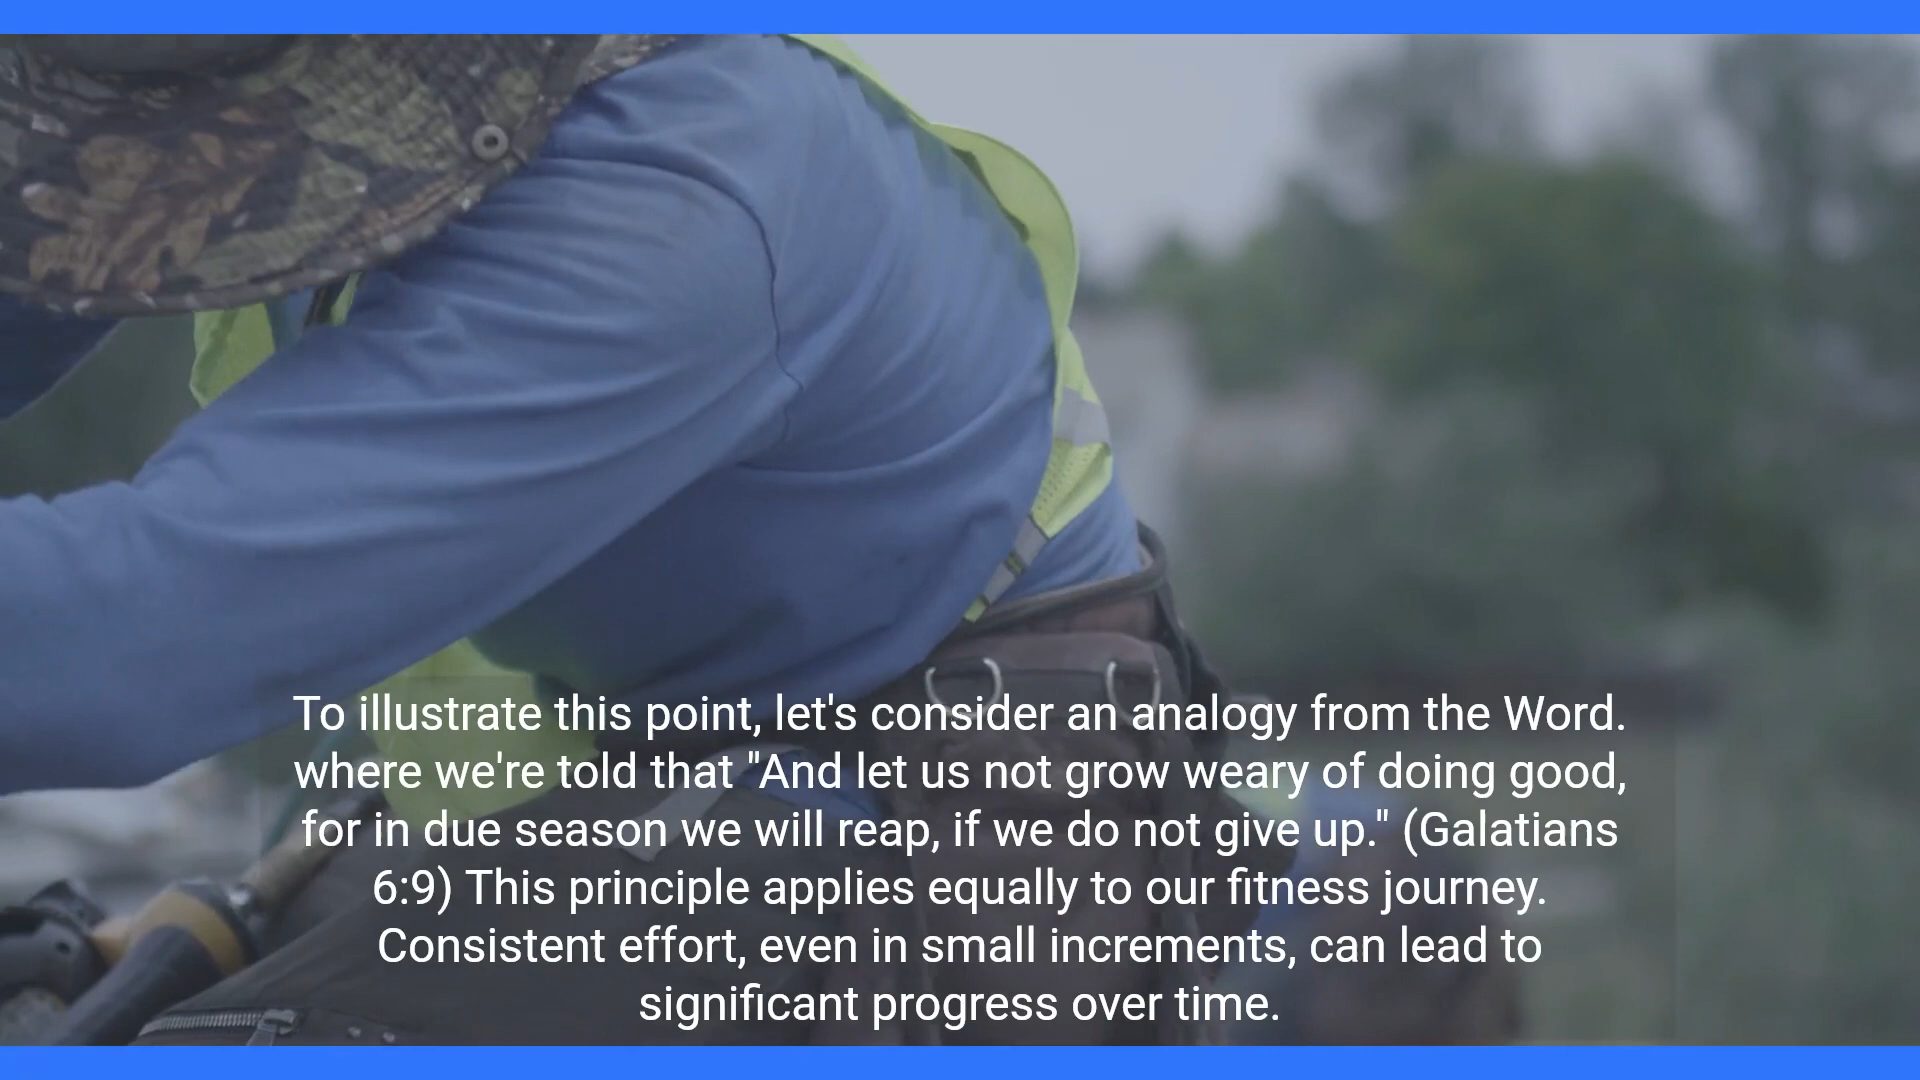 To illustrate this point, let's consider an analogy from the Word.
where we're told that "And let us not grow weary of doing good,
for in due season we will reap, if we do not give up." (Galatians
6:9) This principle applies equally to our fitness journey.
Consistent effort, even in small increments, can lead to
significant progress over time.